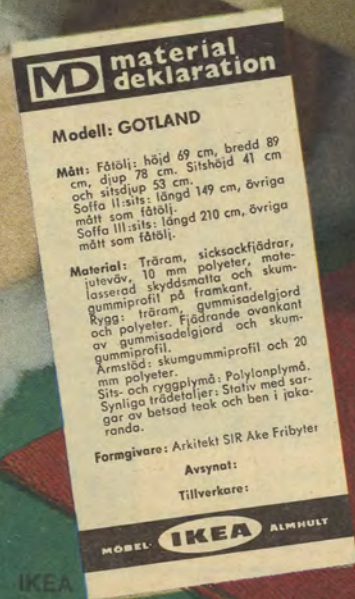 MD material
deklaration
Modell: GOTLAND
Mått: Fåtölj: höjd 69 cm, bredd 89
cm, djup 78 cm. Sitshöjd 41 cm
och sitsdjup 53 cm.
Soffa II:sits: längd 149 cm, övriga
mått som fåtölj.
Soffa III:sits: längd 210 cm, övriga
mått som fåtölj.
Material: Träram, sicksackfjädrar,
juteväv, 10 mm polyeter, mate-
lasserad skyddsmatta och skum-
gummiprofil på framkant.
Rygg: träram, gummisadelgjord
och polyeter. Fjädrande ovankant
av gummisadelgjord och skum-
gummiprofil.
Armstöd: skumgummiprofil och 20
mm polyeter.
Sits- och ryggplymå: Polylonplymå.
Synliga trädetaljer: Stativ med sar-
gar av betsad teak och ben i jaka-
randa.
Formgivare: Arkitekt SIR Åke Fribyter
Avsynat:
Tillverkare:
MÖBEL- IKEA ÄLMHULT
IKEA